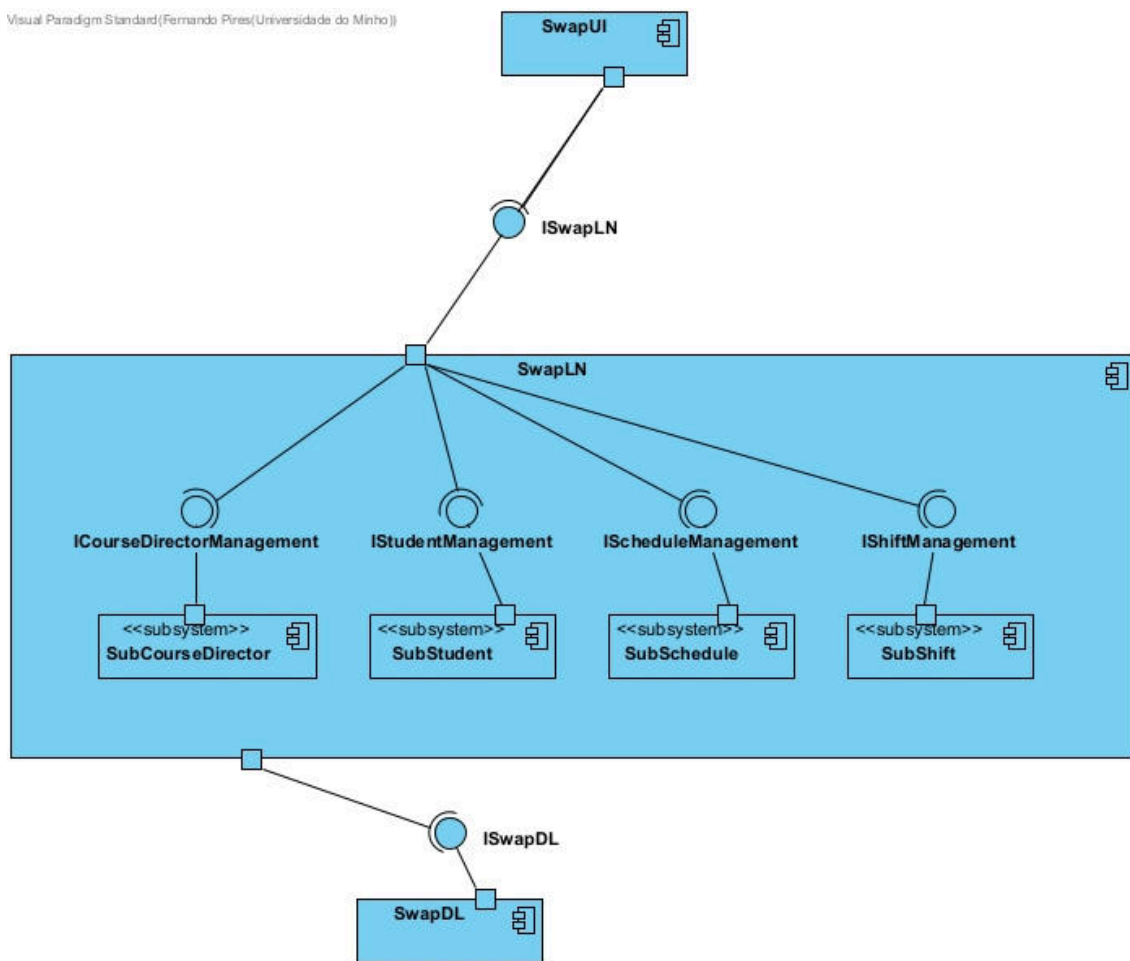 Visual Paradigm Standard(Fernando Pires(Universidade do Minho))
SwapUI
ISwapLN
SwapLN
ICourseDirectorManagement
IStudentManagement
IScheduleManagement
IShiftManagement
<<subsystem>>
SubCourseDirector
<<subsystem>>
SubStudent
<<subsystem>>
SubSchedule
<<subsystem>>
SubShift
ISwapDL
SwapDL